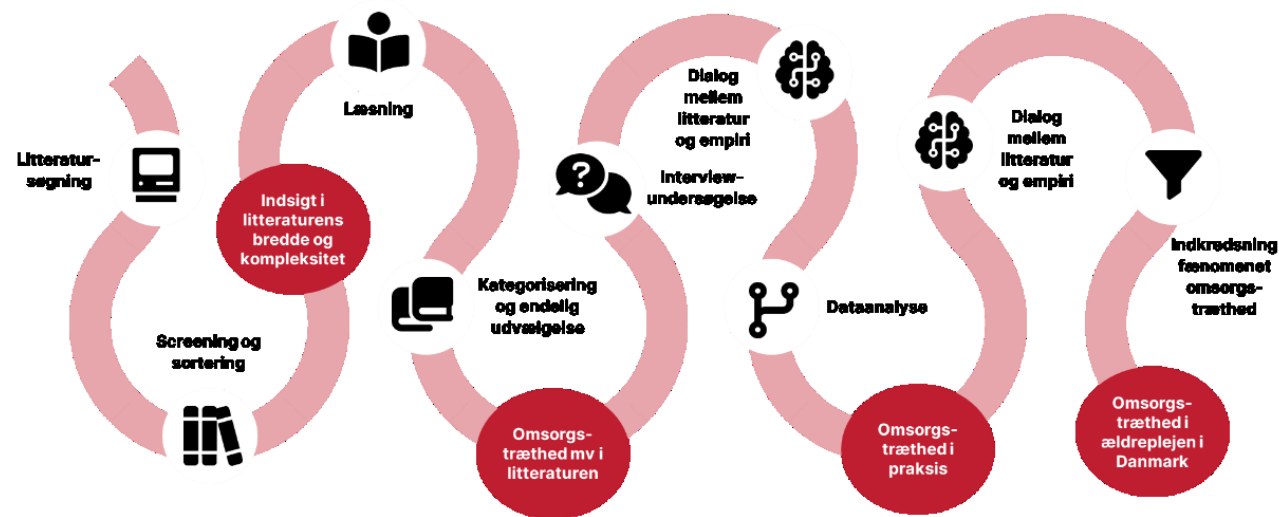 Litteratur-
søgning
Screening og
sortering
Indsigt i
litteraturens
bredde og
kompleksitet
Læsning
Kategorisering
og endelig
udvælgelse
Omsorgs-
træthed mv i
litteraturen
Interview-
undersøgelse
Dialog
mellem
litteratur
og empiri
Dataanalyse
Omsorgs-
træthed i
praksis
Dialog
mellem
litteratur
og empiri
Indkredsning
fænomenet
omsorgs-
træthed
Omsorgs-
træthed i
ældreplejen i
Danmark